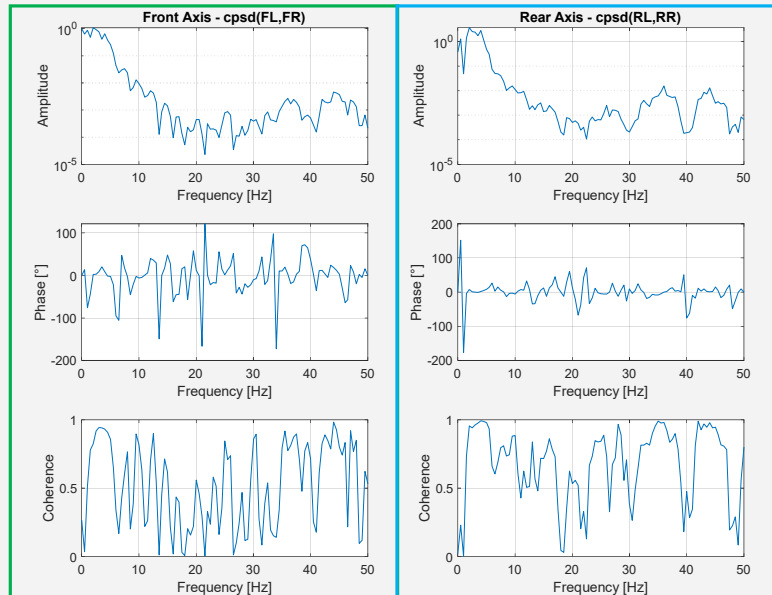 Front Axis - cpsd(FL,FR)
10^0
10^-5
Amplitude
0 10 20 30 40 50
Frequency [Hz]
100
0
-100
-200
Phase [°]
0 10 20 30 40 50
Frequency [Hz]
1
0.5
0
Coherence
0 10 20 30 40 50
Frequency [Hz]
Rear Axis - cpsd(RL,RR)
10^0
10^-5
Amplitude
0 10 20 30 40 50
Frequency [Hz]
200
100
0
-100
-200
Phase [°]
0 10 20 30 40 50
Frequency [Hz]
1
0.5
0
Coherence
0 10 20 30 40 50
Frequency [Hz]